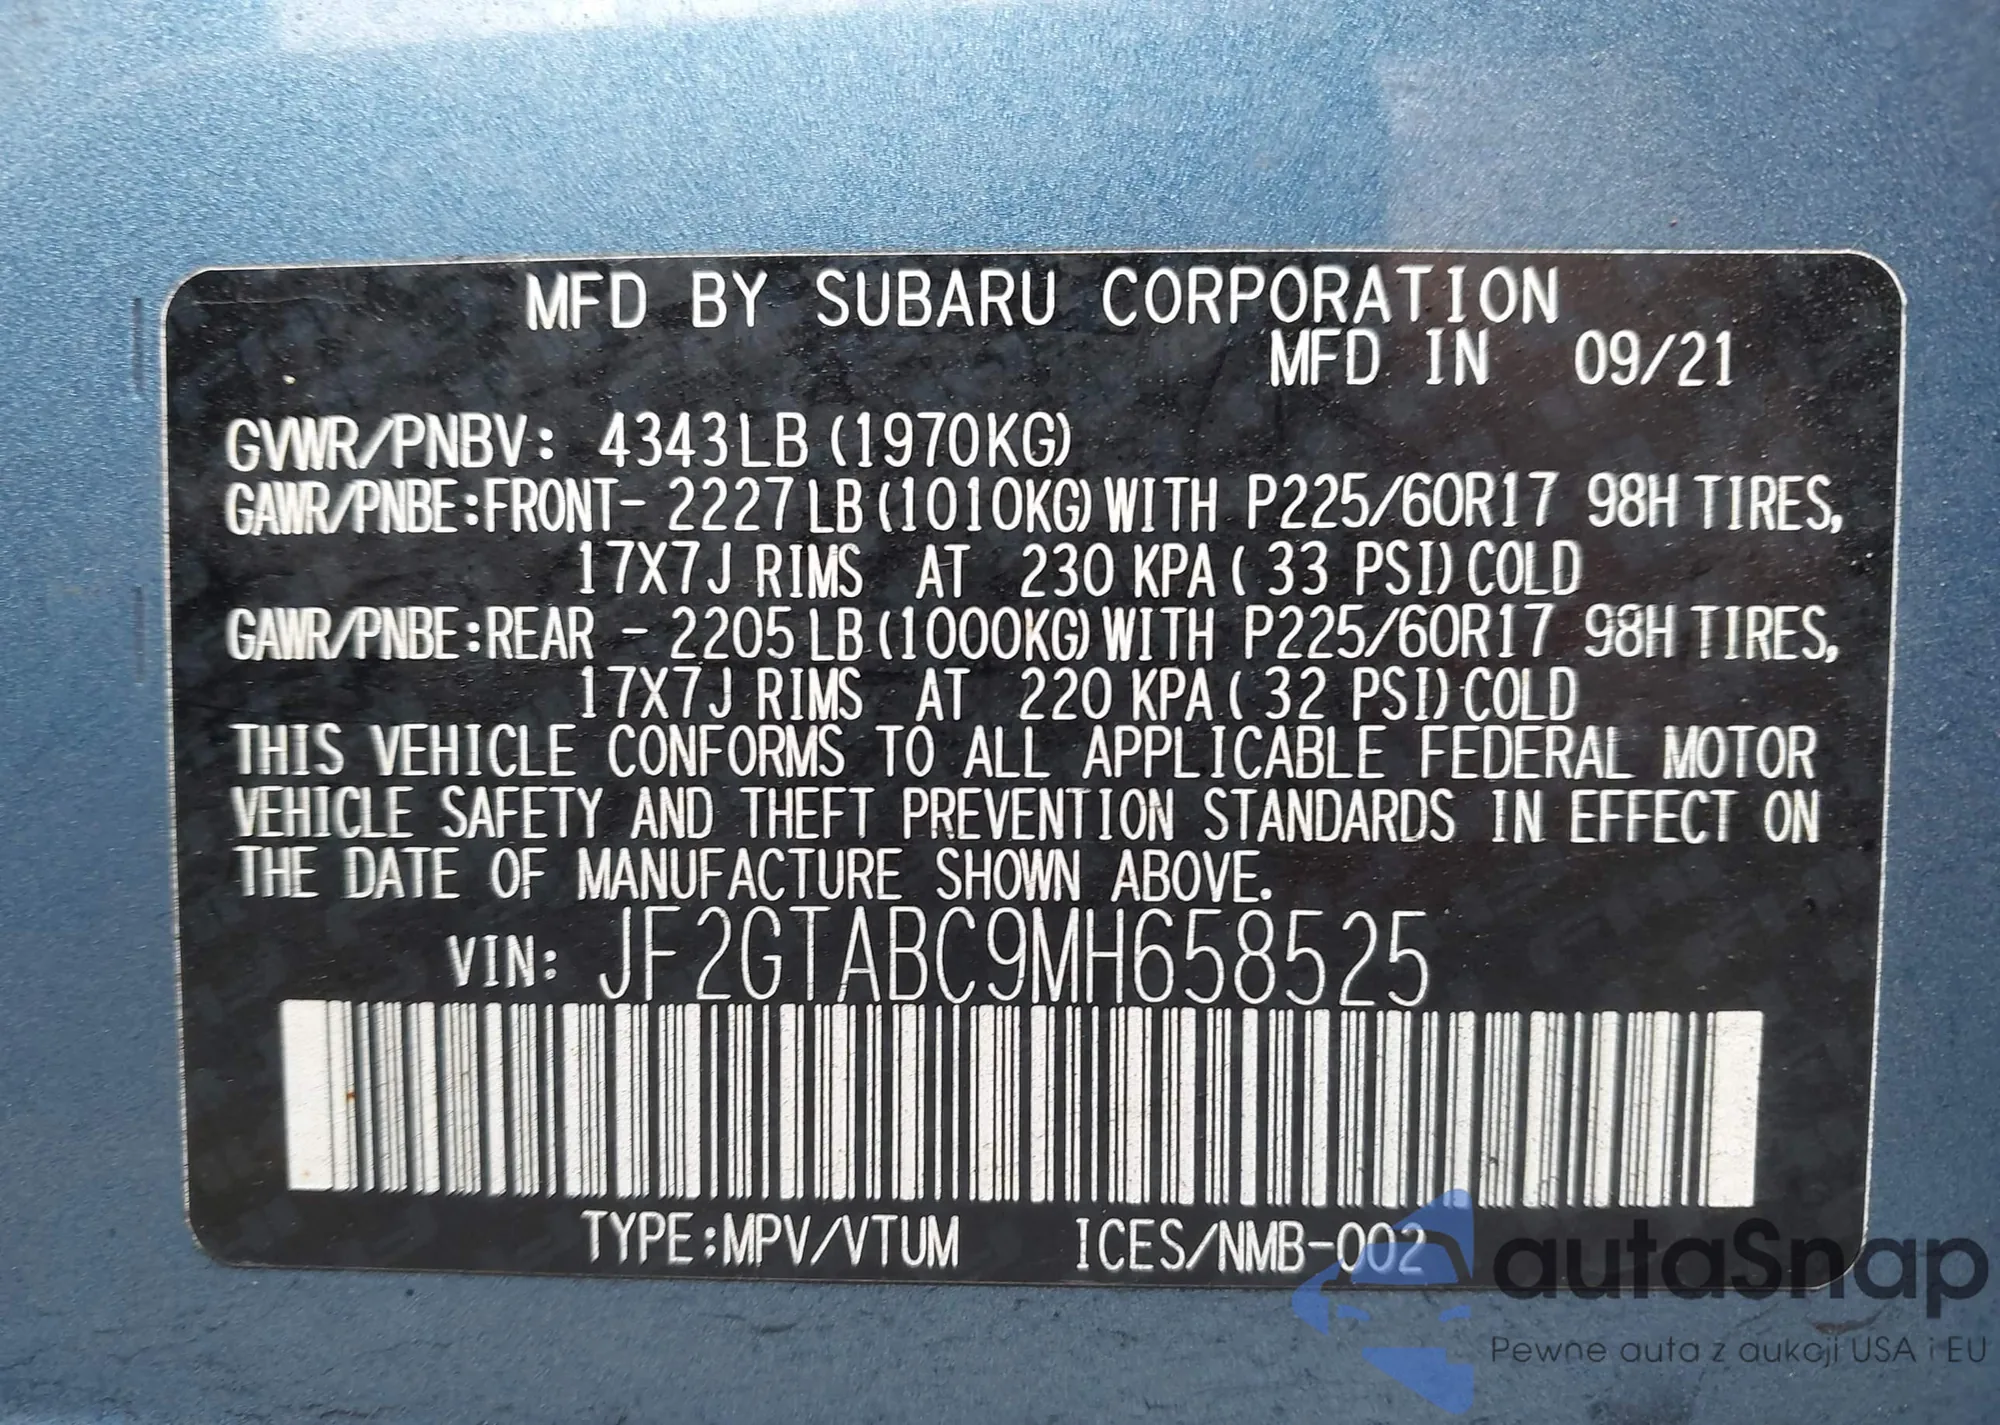 MFD BY SUBARU CORPORATION
MFD IN 09/21
GVWR/PNBV: 4343LB (1970KG)
GAWR/PNBE:FRONT- 2227LB(1010KG)WITH P225/60R17 98H TIRES,
17X7J RIMS AT 230 KPA( 33 PSI)COLD
GAWR/PNBE:REAR - 2205LB(1000KG)WITH P225/60R17 98H TIRES,
17X7J RIMS AT 220 KPA( 32 PSI)COLD
THIS VEHICLE CONFORMS TO ALL APPLICABLE FEDERAL MOTOR
VEHICLE SAFETY AND THEFT PREVENTION STANDARDS IN EFFECT ON
THE DATE OF MANUFACTURE SHOWN ABOVE.
VIN: JF2GTABC9MH658525
TYPE:MPV/VTUM ICES/NMB-002
autaSnap
Pewne auta z aukcji USA i EU